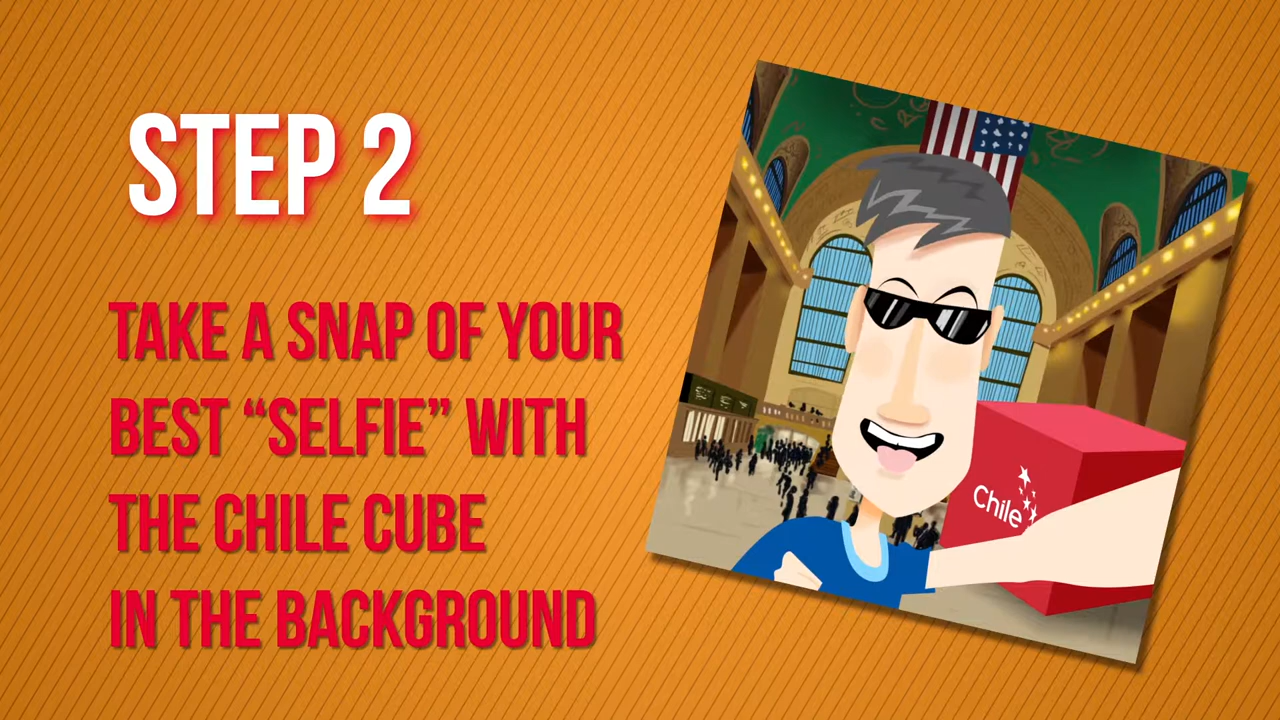 STEP 2
TAKE A SNAP OF YOUR
BEST “SELFIE” WITH
THE CHILE CUBE
IN THE BACKGROUND
Chile